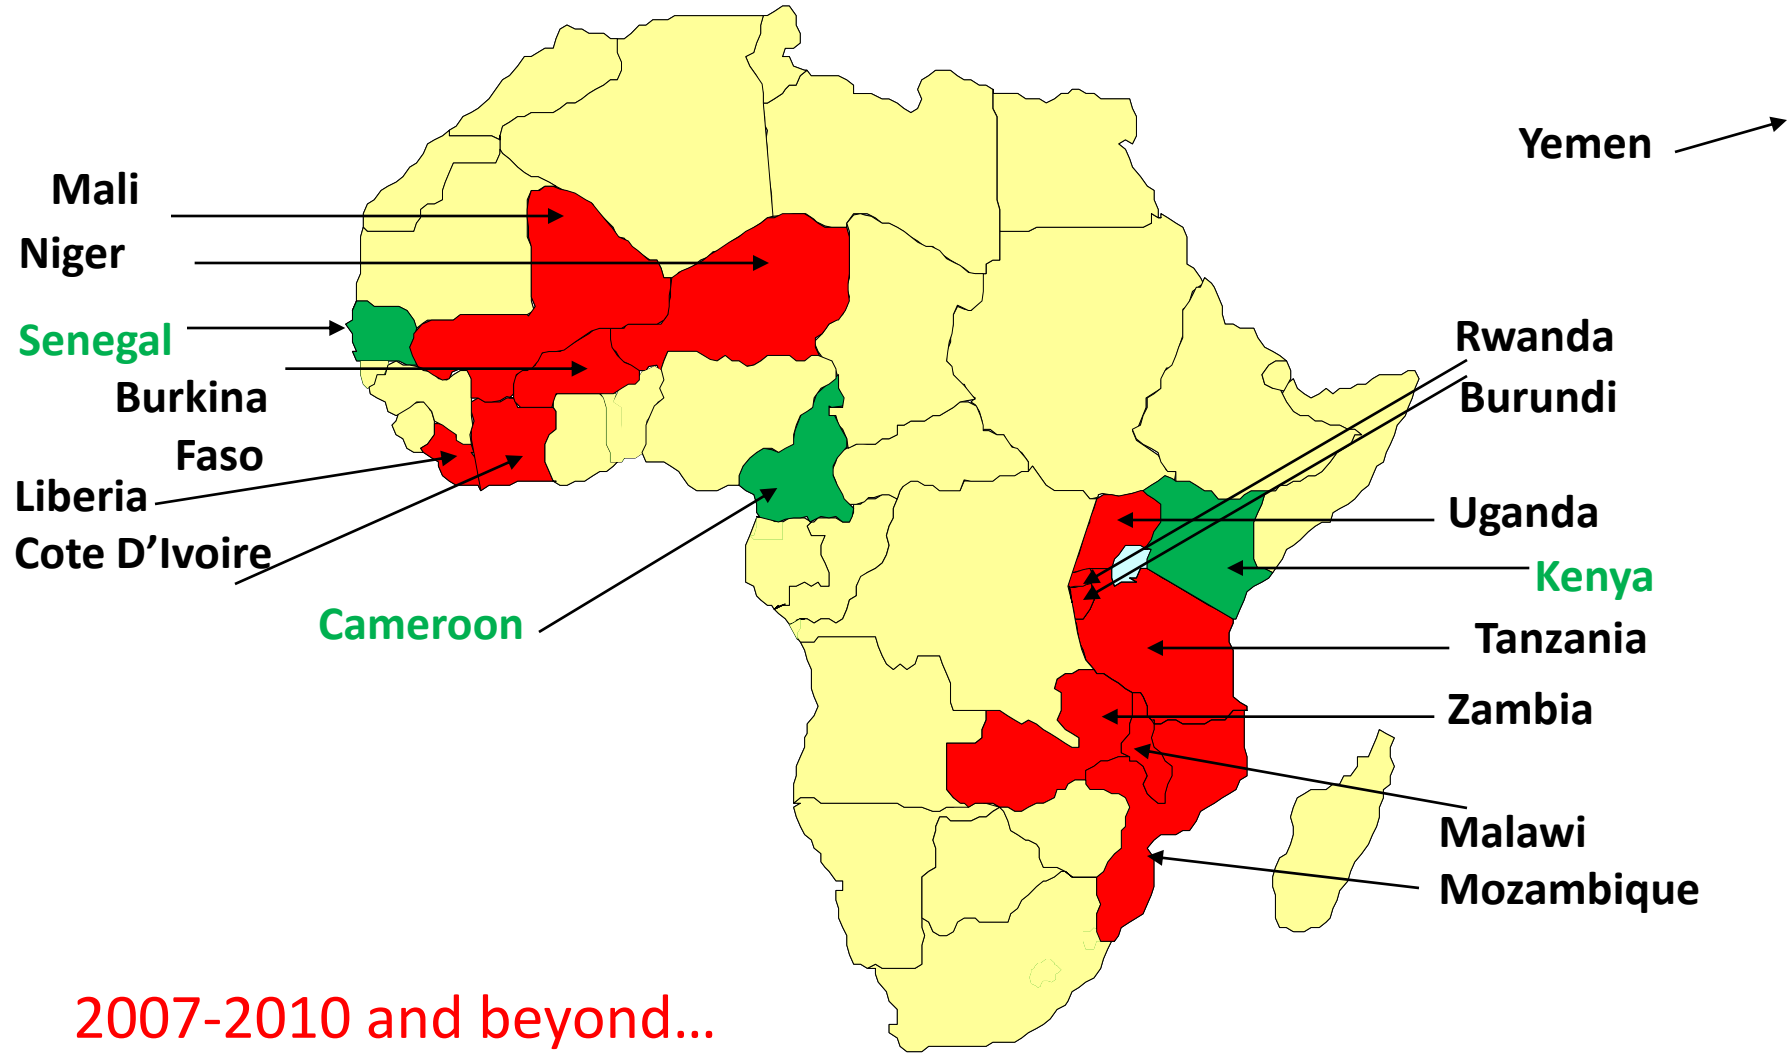 Yemen
Mali
Niger
Senegal
Burkina
Faso
Liberia
Cote D’Ivoire
Cameroon
Rwanda
Burundi
Uganda
Kenya
Tanzania
Zambia
Malawi
Mozambique
2007-2010 and beyond…